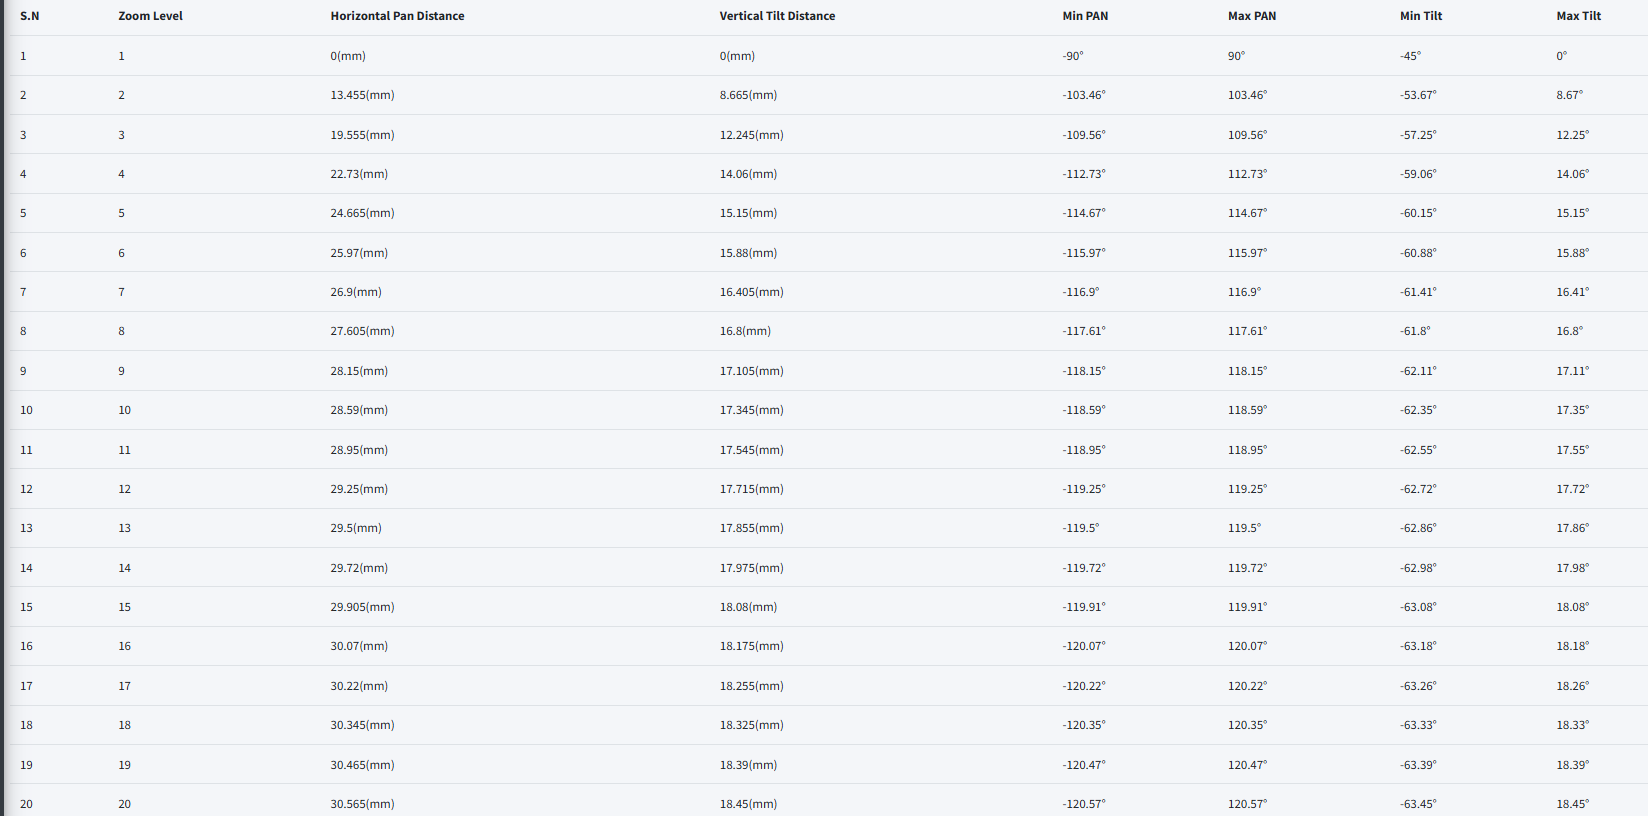 S.N Zoom Level Horizontal Pan Distance Vertical Tilt Distance Min PAN Max PAN Min Tilt Max Tilt
1 1 0(mm) 0(mm) -90° 90° -45° 0°
2 2 13.455(mm) 8.665(mm) -103.46° 103.46° -53.67° 8.67°
3 3 19.555(mm) 12.245(mm) -109.56° 109.56° -57.25° 12.25°
4 4 22.73(mm) 14.06(mm) -112.73° 112.73° -59.06° 14.06°
5 5 24.665(mm) 15.15(mm) -114.67° 114.67° -60.15° 15.15°
6 6 25.97(mm) 15.88(mm) -115.97° 115.97° -60.88° 15.88°
7 7 26.9(mm) 16.405(mm) -116.9° 116.9° -61.41° 16.41°
8 8 27.605(mm) 16.8(mm) -117.61° 117.61° -61.8° 16.8°
9 9 28.15(mm) 17.105(mm) -118.15° 118.15° -62.11° 17.11°
10 10 28.59(mm) 17.345(mm) -118.59° 118.59° -62.35° 17.35°
11 11 28.95(mm) 17.545(mm) -118.95° 118.95° -62.55° 17.55°
12 12 29.25(mm) 17.715(mm) -119.25° 119.25° -62.72° 17.72°
13 13 29.5(mm) 17.855(mm) -119.5° 119.5° -62.86° 17.86°
14 14 29.72(mm) 17.975(mm) -119.72° 119.72° -62.98° 17.98°
15 15 29.905(mm) 18.08(mm) -119.91° 119.91° -63.08° 18.08°
16 16 30.07(mm) 18.175(mm) -120.07° 120.07° -63.18° 18.18°
17 17 30.22(mm) 18.255(mm) -120.22° 120.22° -63.26° 18.26°
18 18 30.345(mm) 18.325(mm) -120.35° 120.35° -63.33° 18.33°
19 19 30.465(mm) 18.39(mm) -120.47° 120.47° -63.39° 18.39°
20 20 30.565(mm) 18.45(mm) -120.57° 120.57° -63.45° 18.45°